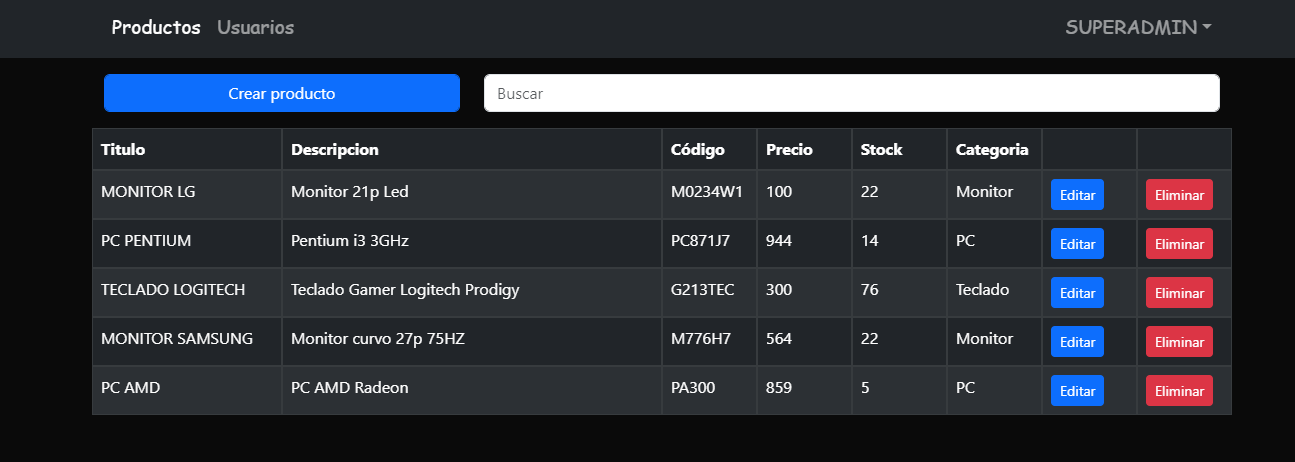 Productos Usuarios SUPERADMIN
Crear producto Buscar
Titulo Descripcion Código Precio Stock Categoria
MONITOR LG Monitor 21p Led M0234W1 100 22 Monitor Editar Eliminar
PC PENTIUM Pentium i3 3GHz PC871J7 944 14 PC Editar Eliminar
TECLADO LOGITECH Teclado Gamer Logitech Prodigy G213TEC 300 76 Teclado Editar Eliminar
MONITOR SAMSUNG Monitor curvo 27p 75HZ M776H7 564 22 Monitor Editar Eliminar
PC AMD PC AMD Radeon PA300 859 5 PC Editar Eliminar